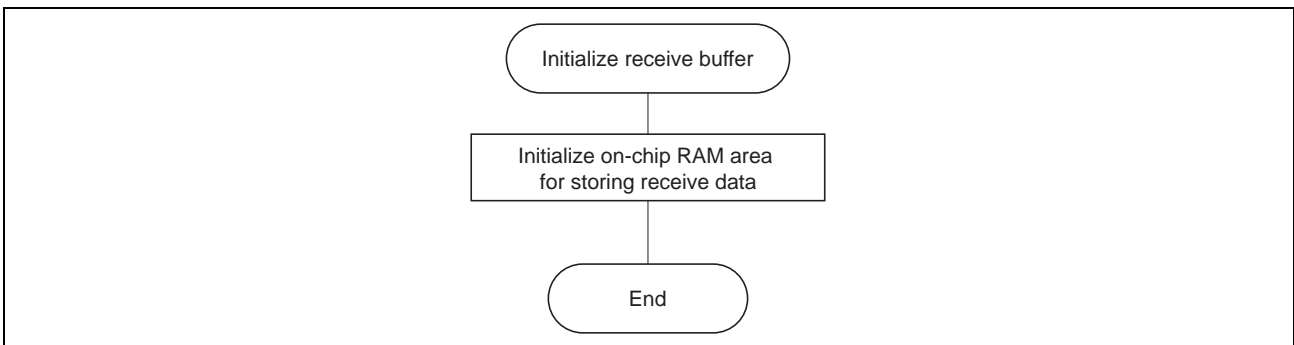 Initialize receive buffer
Initialize on-chip RAM area
for storing receive data
End